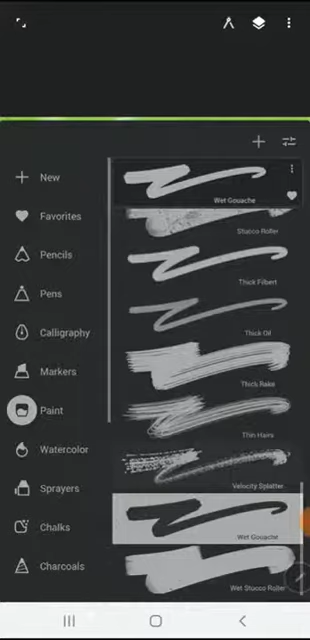 New
Favorites
Pencils
Pens
Calligraphy
Markers
Paint
Watercolor
Sprayers
Chalks
Charcoals
Wet Gouache
Stucco Roller
Thick Filbert
Thick Oil
Thick Rake
Thin Hairs
Velocity Splatter
Wet Gouache
Wet Stucco Roller